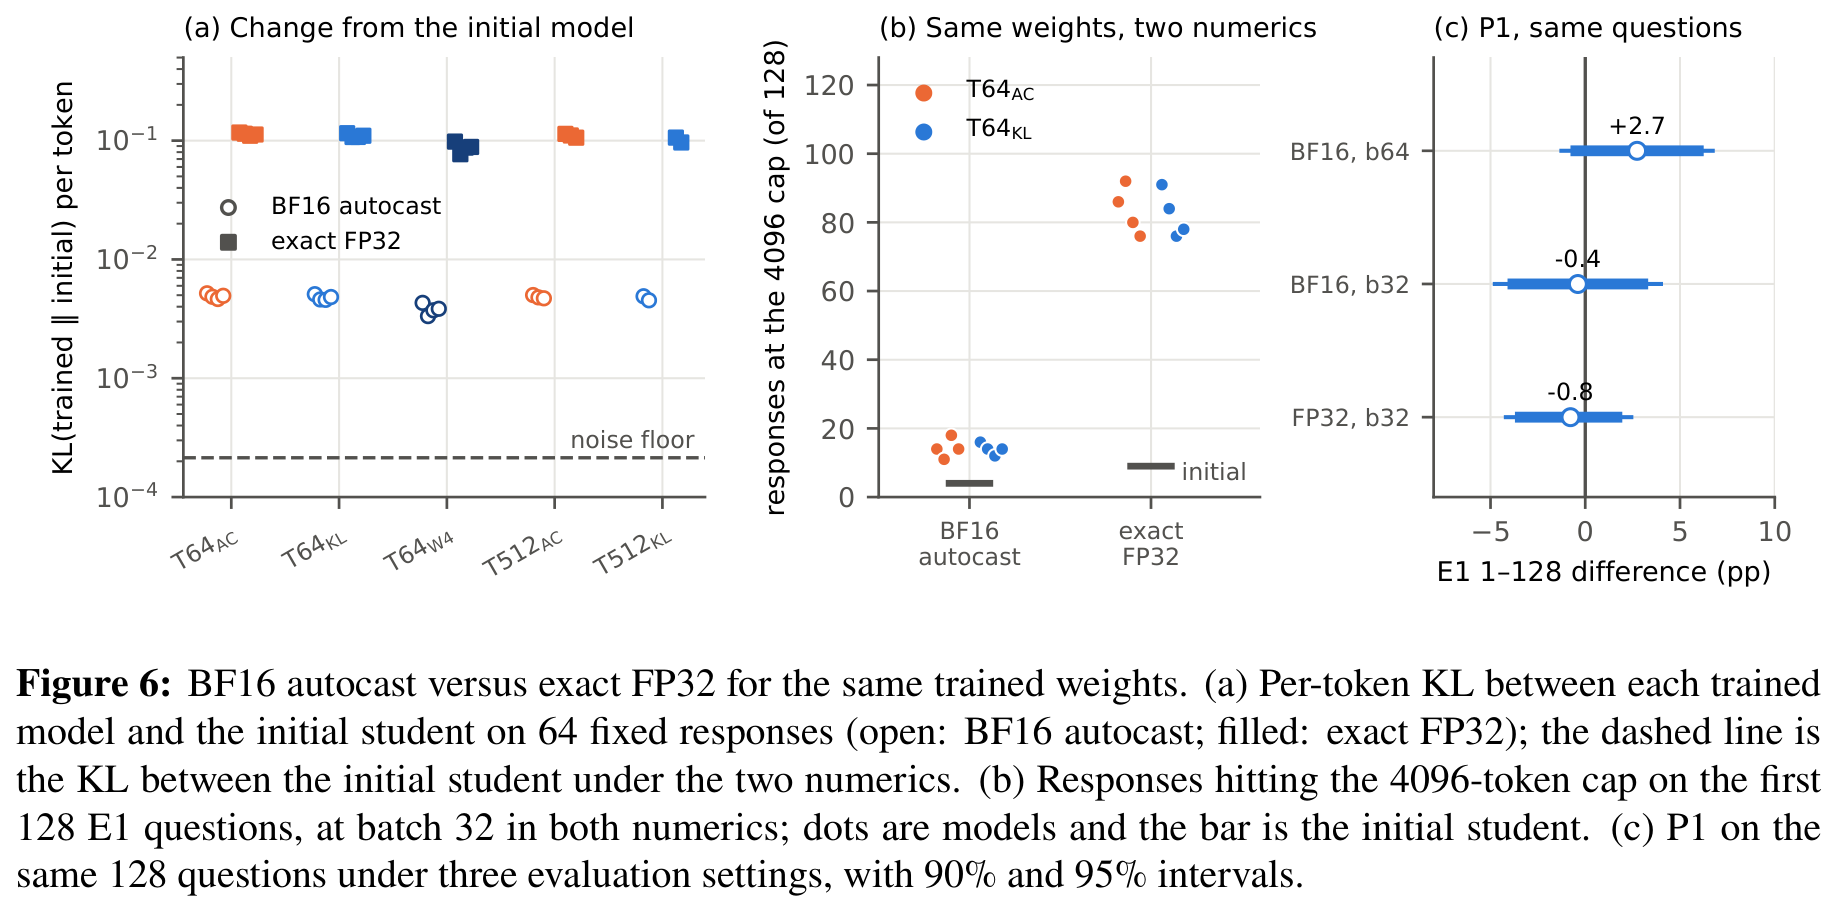 (a) Change from the initial model
KL(trained ∥ initial) per token
10⁻¹
10⁻²
10⁻³
10⁻⁴
BF16 autocast
exact FP32
noise floor
T64AC
T64KL
T64W4
T512AC
T512KL
(b) Same weights, two numerics
responses at the 4096 cap (of 128)
120
100
80
60
40
20
0
T64AC
T64KL
initial
BF16
autocast
exact
FP32
(c) P1, same questions
BF16, b64
BF16, b32
FP32, b32
+2.7
-0.4
-0.8
−5
0
5
10
E1 1–128 difference (pp)
Figure 6: BF16 autocast versus exact FP32 for the same trained weights. (a) Per-token KL between each trained
model and the initial student on 64 fixed responses (open: BF16 autocast; filled: exact FP32); the dashed line is
the KL between the initial student under the two numerics. (b) Responses hitting the 4096-token cap on the first
128 E1 questions, at batch 32 in both numerics; dots are models and the bar is the initial student. (c) P1 on the
same 128 questions under three evaluation settings, with 90% and 95% intervals.